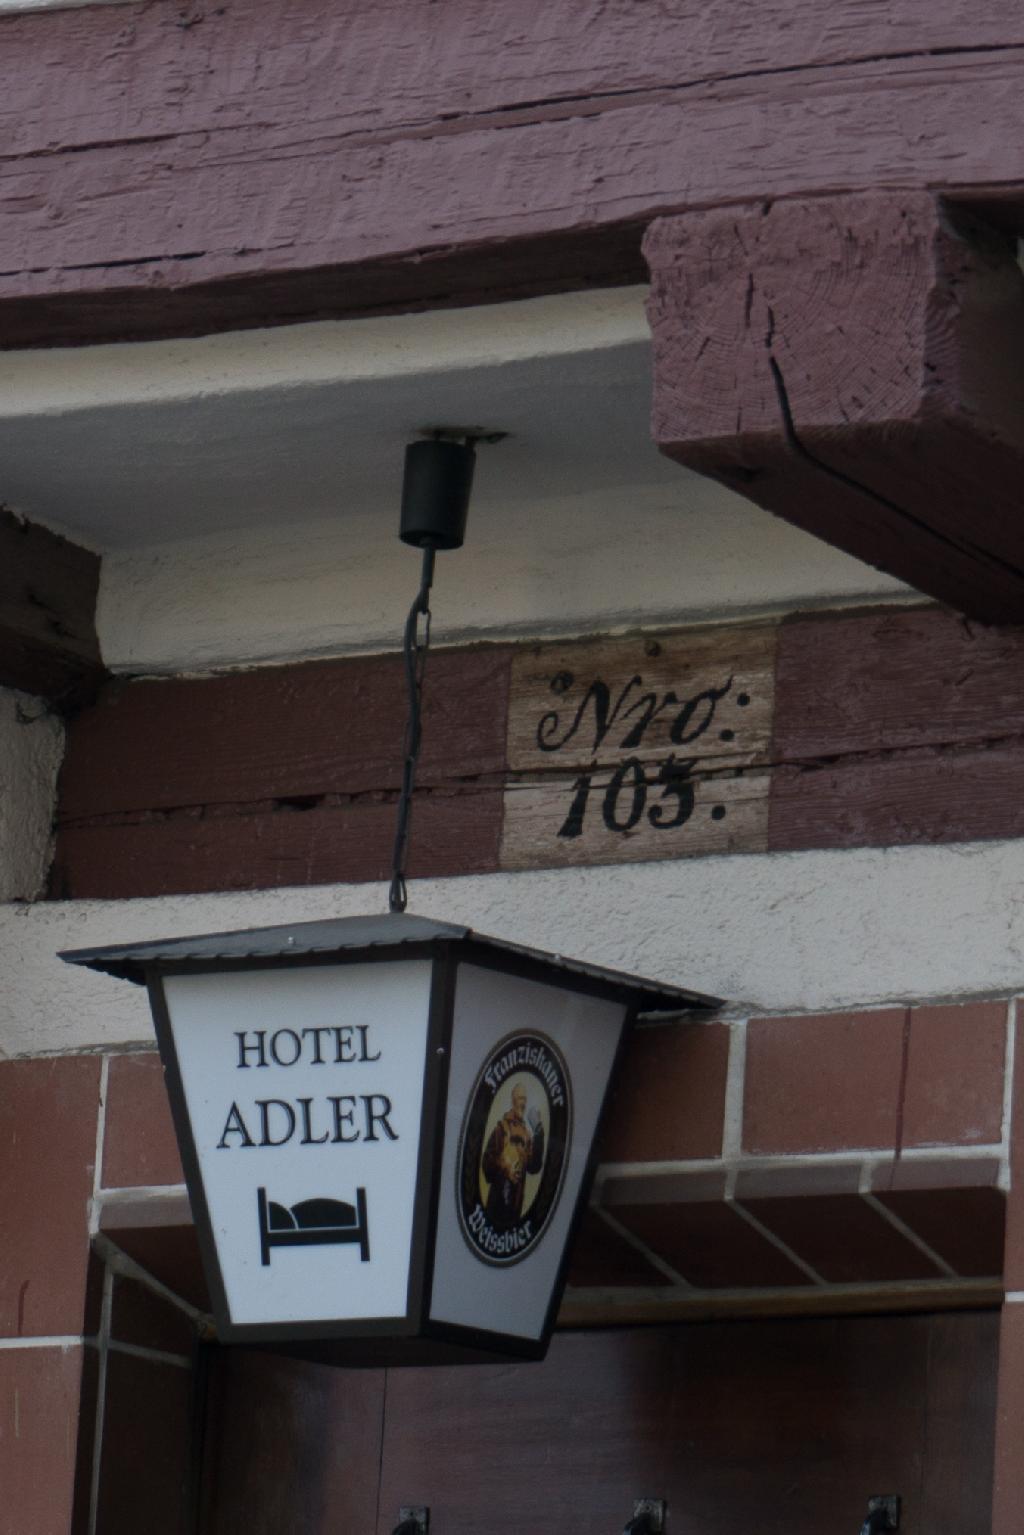 Nro:
103.
HOTEL
ADLER
Franziskaner
Weissbier